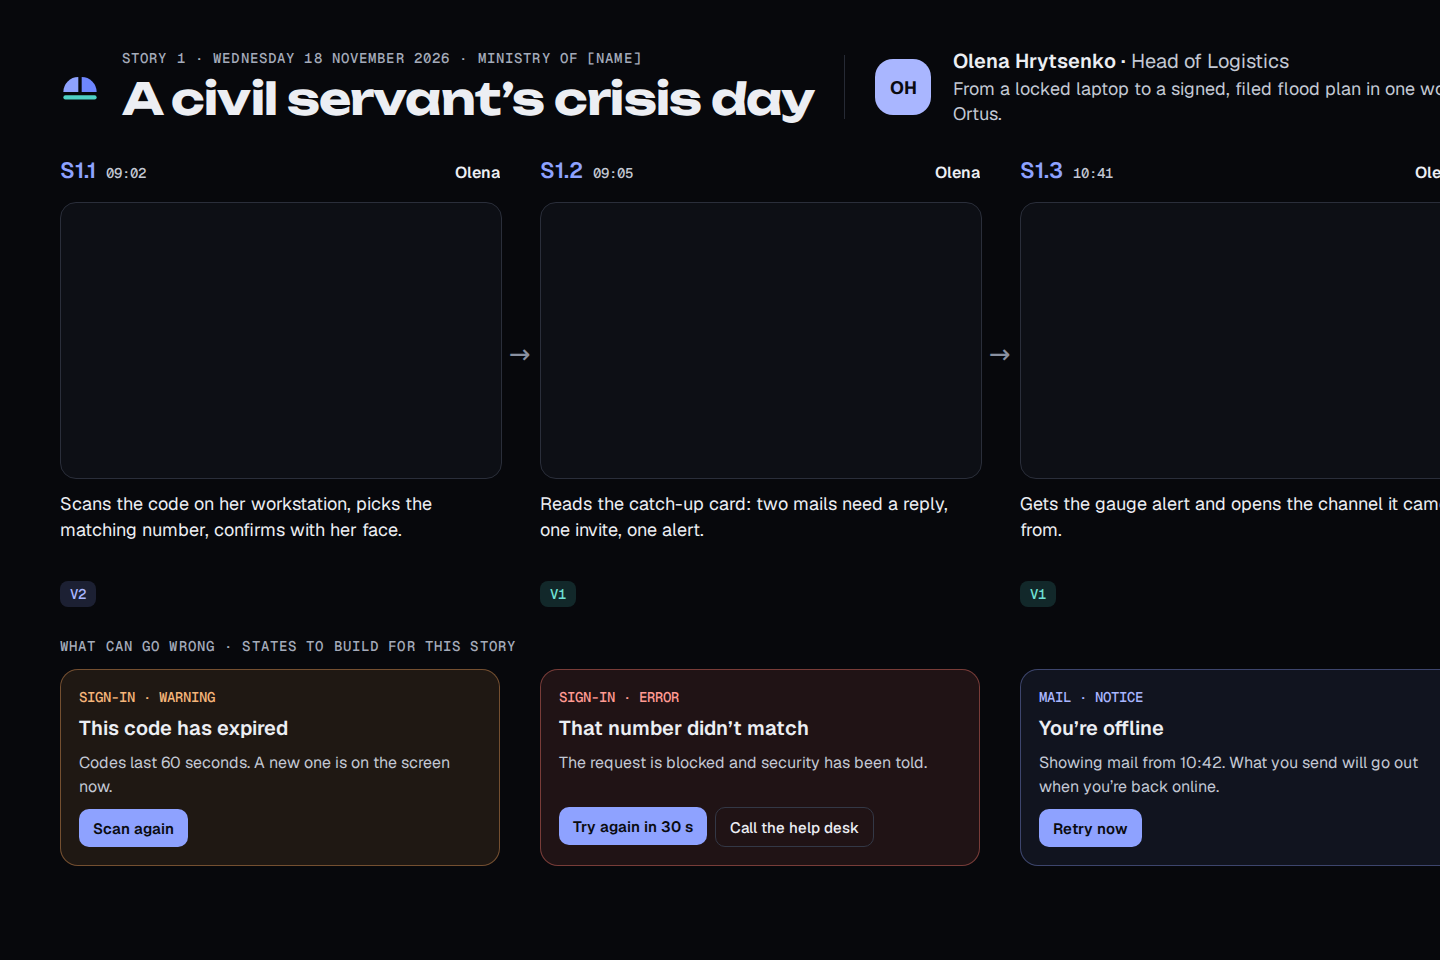 STORY 1 · WEDNESDAY 18 NOVEMBER 2026 · MINISTRY OF [NAME]
A civil servant’s crisis day
OH
Olena Hrytsenko · Head of Logistics
From a locked laptop to a signed, filed flood plan in one
Ortus.
S1.1 09:02 Olena
S1.2 09:05 Olena
S1.3 10:41
→
→
Scans the code on her workstation, picks the
matching number, confirms with her face.
Reads the catch-up card: two mails need a reply,
one invite, one alert.
Gets the gauge alert and opens the channel it
from.
V2
V1
V1
WHAT CAN GO WRONG · STATES TO BUILD FOR THIS STORY
SIGN-IN · WARNING
This code has expired
Codes last 60 seconds. A new one is on the screen
now.
Scan again
SIGN-IN · ERROR
That number didn’t match
The request is blocked and security has been told.
Try again in 30 s
Call the help desk
MAIL · NOTICE
You’re offline
Showing mail from 10:42. What you send will go out
when you’re back online.
Retry now